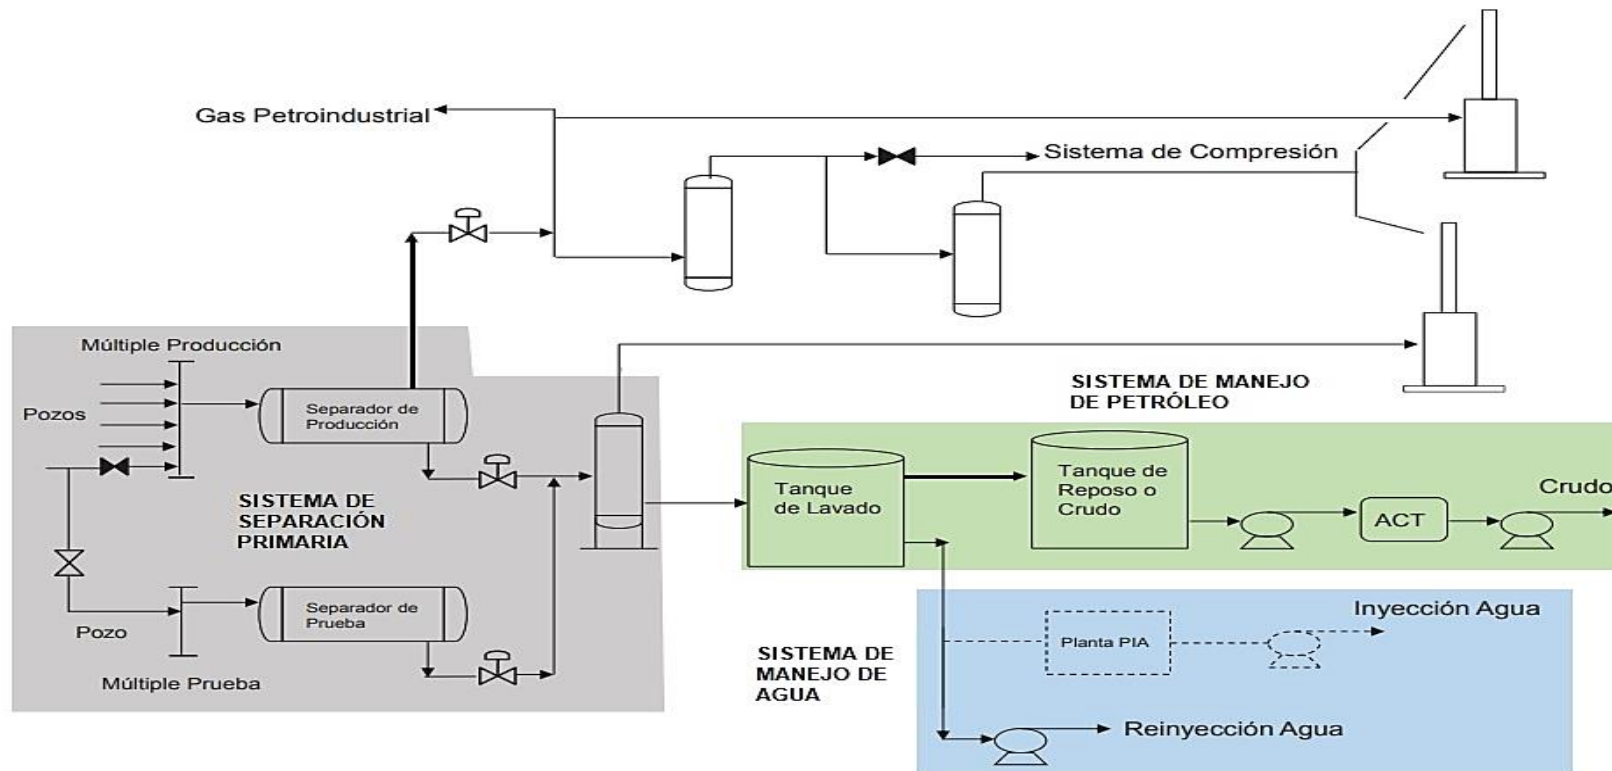 Gas Petroindustrial
Sistema de Compresión
Múltiple Producción
Pozos
Separador de
Producción
SISTEMA DE
SEPARACIÓN
PRIMARIA
Separador de
Prueba
Pozo
Múltiple Prueba
SISTEMA DE MANEJO
DE PETRÓLEO
Tanque
de Lavado
Tanque de
Reposo o
Crudo
ACT
Crudo
SISTEMA DE
MANEJO DE
AGUA
Planta PIA
Inyección Agua
Reinyección Agua